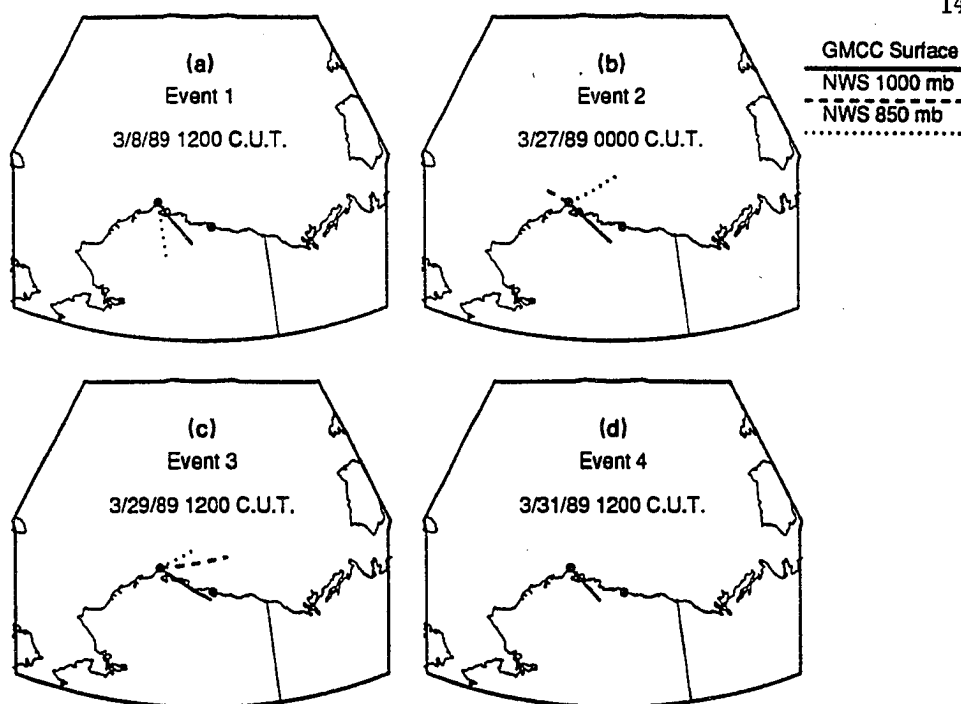 14
GMCC Surface
NWS 1000 mb
NWS 850 mb
(a)
Event 1
3/8/89 1200 C.U.T.
(b)
Event 2
3/27/89 0000 C.U.T.
(c)
Event 3
3/29/89 1200 C.U.T.
(d)
Event 4
3/31/89 1200 C.U.T.